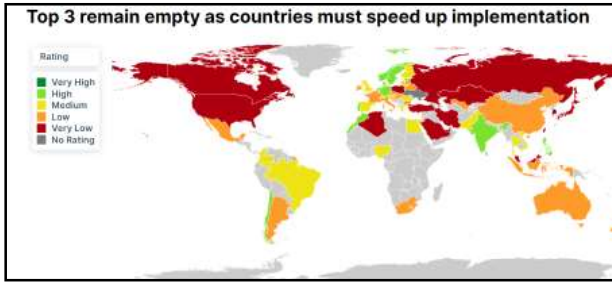 Top 3 remain empty as countries must speed up implementation
Rating
Very High
High
Medium
Low
Very Low
No Rating